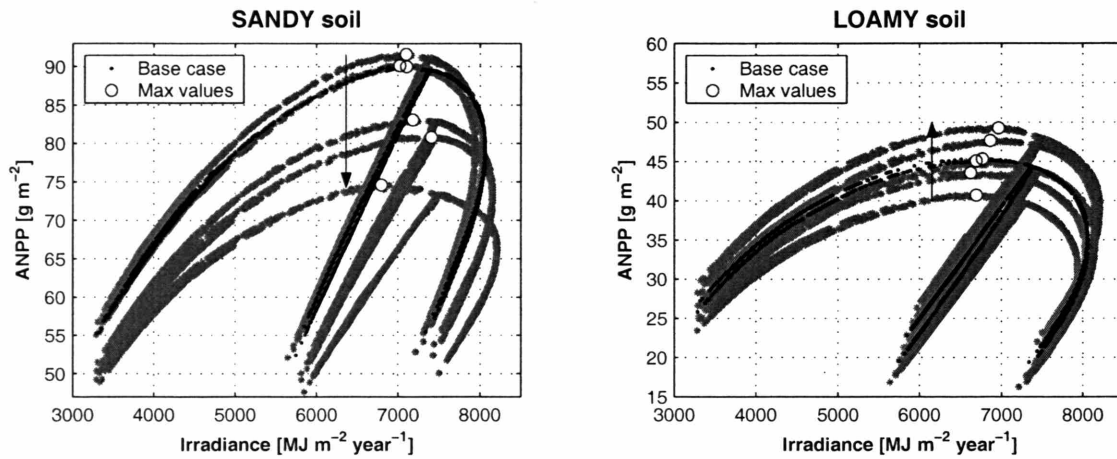 SANDY soil
ANPP [g m⁻²]
90
85
80
75
70
65
60
55
50
Base case
Max values
3000 4000 5000 6000 7000 8000
Irradiance [MJ m⁻² year⁻¹]
LOAMY soil
ANPP [g m⁻²]
60
55
50
45
40
35
30
25
20
15
Base case
Max values
3000 4000 5000 6000 7000 8000
Irradiance [MJ m⁻² year⁻¹]